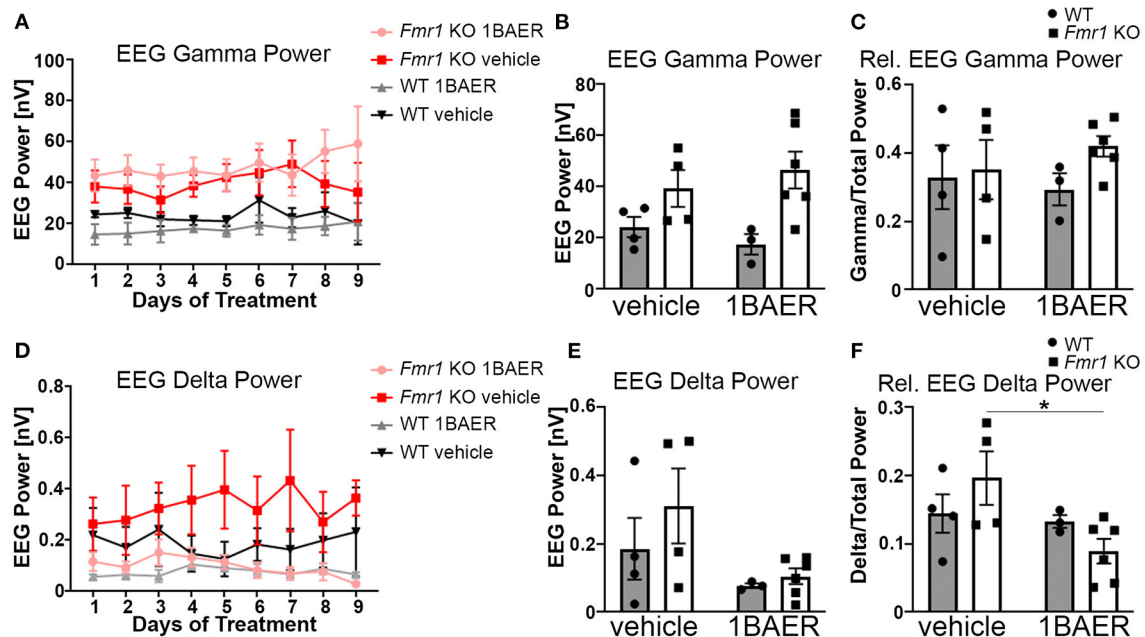 A
EEG Gamma Power
Fmr1 KO 1BAER
Fmr1 KO vehicle
WT 1BAER
WT vehicle
EEG Power [nV]
100
80
60
40
20
0
1 2 3 4 5 6 7 8 9
Days of Treatment
B
EEG Gamma Power
EEG Power [nV]
80
60
40
20
0
vehicle 1BAER
C
WT
Fmr1 KO
Rel. EEG Gamma Power
Gamma/Total Power
0.6
0.4
0.2
0.0
vehicle 1BAER
D
EEG Delta Power
Fmr1 KO 1BAER
Fmr1 KO vehicle
WT 1BAER
WT vehicle
EEG Power [nV]
0.8
0.6
0.4
0.2
0.0
1 2 3 4 5 6 7 8 9
Days of Treatment
E
EEG Delta Power
EEG Power [nV]
0.6
0.4
0.2
0.0
vehicle 1BAER
F
WT
Fmr1 KO
Rel. EEG Delta Power
*
Delta/Total Power
0.3
0.2
0.1
0.0
vehicle 1BAER